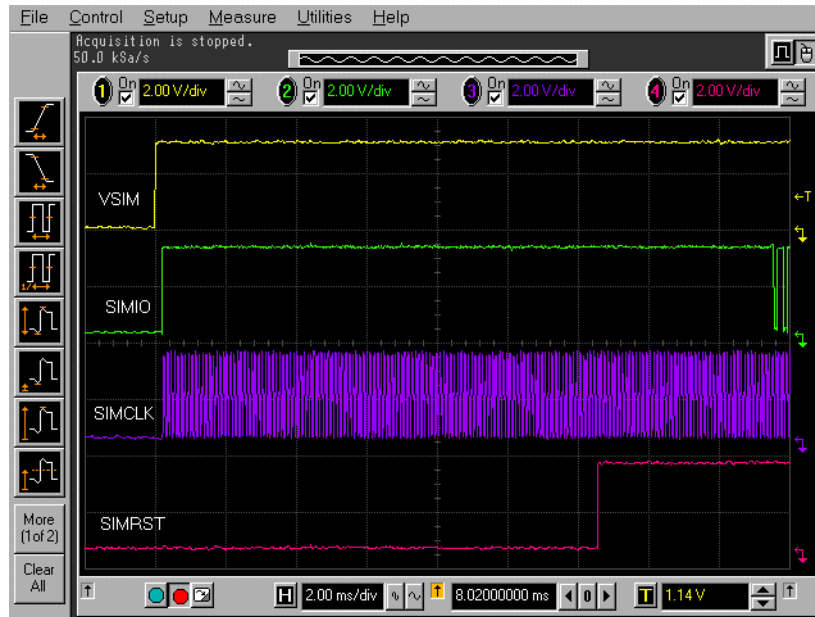 File Control Setup Measure Utilities Help
Acquisition is stopped.
50.0 kSa/s
1 On 2.00 V/div 2 On 2.00 V/div 3 On 2.00 V/div 4 On 2.00 V/div
T
VSIM
SIMIO
1/
SIMCLK
SIMRST
More
(1of 2)
Clear
All
H 2.00 ms/div 8.02000000 ms 0 T 1.14 V